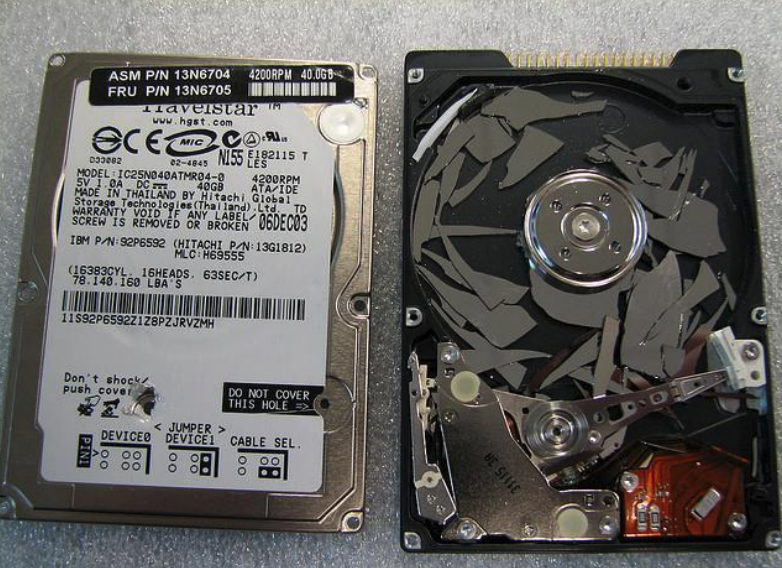 ASM P/N 13N6704 4200RPM 40.0GB
FRU P/N 13N6705
Travelstar TM
www.hgst.com
CE MIC
D33082 02-4845 N155 E182115 T
LES
MODEL: IC25N040ATMR04-0 4200RPM
5V 1.0A DC 40GB ATA/IDE
MADE IN THAILAND BY Hitachi Global
Storage Technologies(Thailand).Ltd. TD
WARRANTY VOID IF ANY LABEL/ 06DEC03
SCREW IS REMOVED OR BROKEN
IBM P/N:92P6592 (HITACHI P/N:13G1812)
MLC:H69555
(16383CYL. 16HEADS. 63SEC/T)
78.140.160 LBA'S
11S92P6592Z1Z8PZJRVZMH
Don't shock/
push cover
DO NOT COVER
THIS HOLE =>
< JUMPER >
PIN1 DEVICE0 DEVICE1 CABLE SEL.